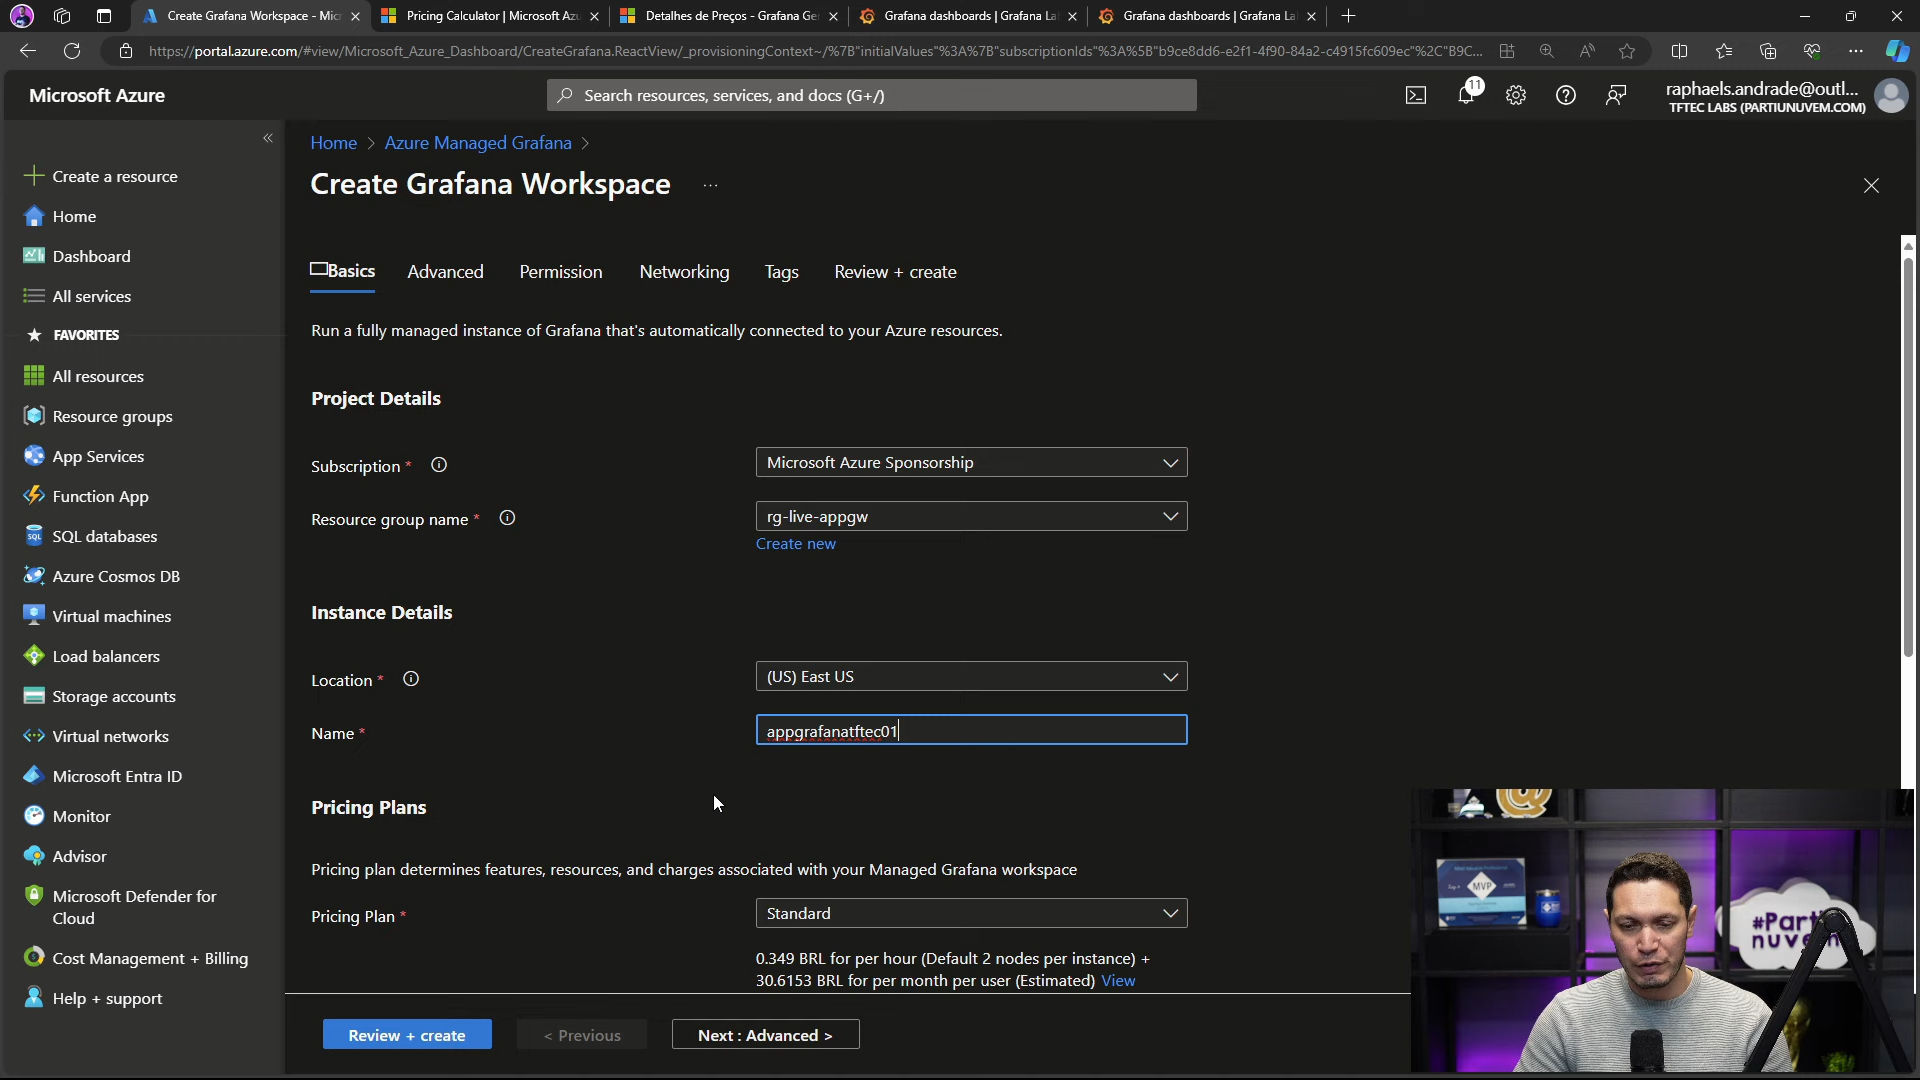 Create Grafana Workspace - Mic
Pricing Calculator | Microsoft Az
Detalhes de Preços - Grafana Ge
Grafana dashboards | Grafana La
Grafana dashboards | Grafana La
https://portal.azure.com/#view/Microsoft_Azure_Dashboard/CreateGrafana.ReactView/_provisioningContext~/%7B"initialValues"%3A%7B"subscriptionIds"%3A%5B"b9ce8dd6-e2f1-4f90-84a2-c4915fc609ec"%2C"B9C...
Microsoft Azure
Search resources, services, and docs (G+/)
11
raphaels.andrade@outl...
TFTEC LABS (PARTIUNUVEM.COM)
Create a resource
Home
Dashboard
All services
FAVORITES
All resources
Resource groups
App Services
Function App
SQL databases
Azure Cosmos DB
Virtual machines
Load balancers
Storage accounts
Virtual networks
Microsoft Entra ID
Monitor
Advisor
Microsoft Defender for
Cloud
Cost Management + Billing
Help + support
Home > Azure Managed Grafana >
Create Grafana Workspace ...
Basics
Advanced
Permission
Networking
Tags
Review + create
Run a fully managed instance of Grafana that's automatically connected to your Azure resources.
Project Details
Subscription *
Microsoft Azure Sponsorship
Resource group name *
rg-live-appgw
Create new
Instance Details
Location *
(US) East US
Name *
appgrafanatftec01
Pricing Plans
Pricing plan determines features, resources, and charges associated with your Managed Grafana workspace
Pricing Plan *
Standard
0.349 BRL for per hour (Default 2 nodes per instance) +
30.6153 BRL for per month per user (Estimated) View
Review + create
< Previous
Next : Advanced >
MVP